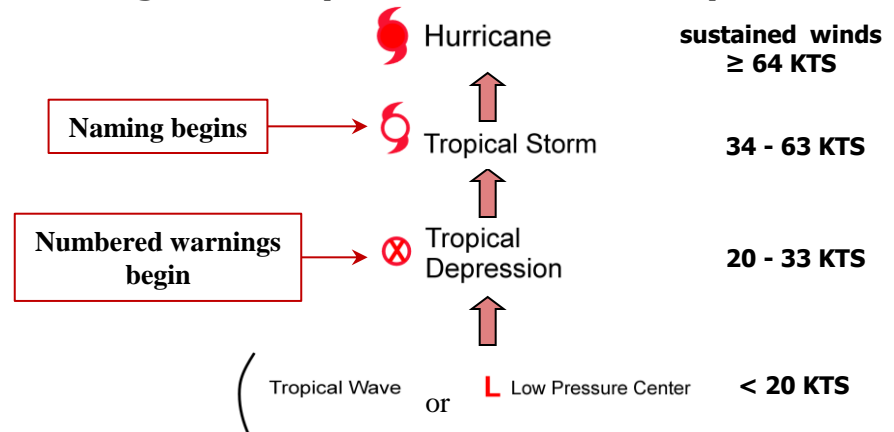 Hurricane
sustained winds
≥ 64 KTS
Naming begins
Tropical Storm
34 - 63 KTS
Numbered warnings
begin
Tropical
Depression
20 - 33 KTS
Tropical Wave
or
L Low Pressure Center
< 20 KTS